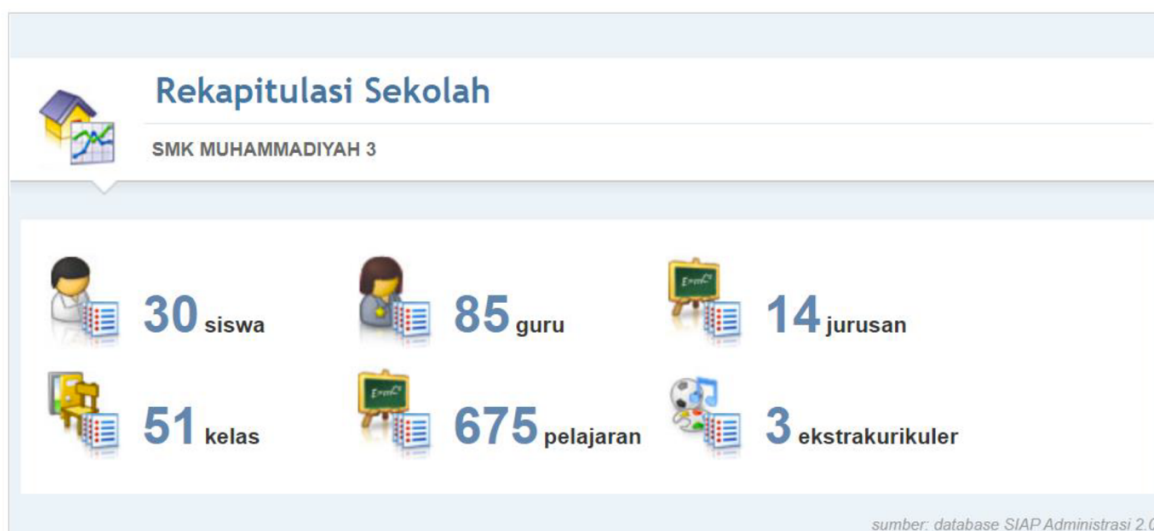 Rekapitulasi Sekolah
SMK MUHAMMADIYAH 3
30 siswa
85 guru
14 jurusan
51 kelas
675 pelajaran
3 ekstrakurikuler
sumber: database SIAP Administrasi 2.0